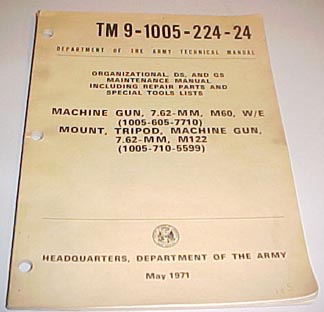 TM 9-1005-224-24
DEPARTMENT OF THE ARMY TECHNICAL MANUAL
ORGANIZATIONAL, DS, AND GS
MAINTENANCE MANUAL
INCLUDING REPAIR PARTS AND
SPECIAL TOOLS LISTS
MACHINE GUN, 7.62-MM, M60, W/E
(1005-605-7710)
MOUNT, TRIPOD, MACHINE GUN,
7.62-MM, M122
(1005-710-5599)
HEADQUARTERS, DEPARTMENT OF THE ARMY
May 1971